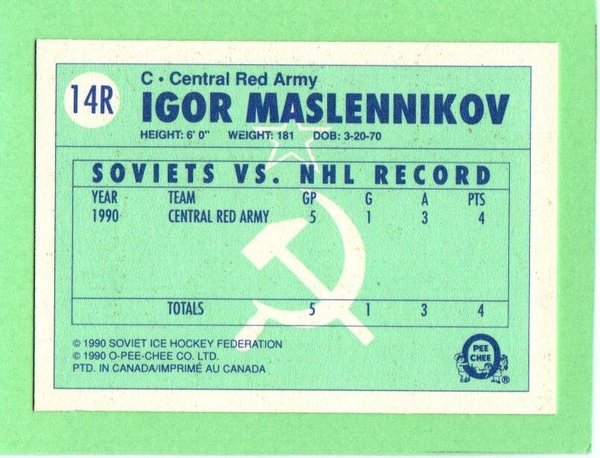 14R
C • Central Red Army
IGOR MASLENNIKOV
HEIGHT: 6' 0" WEIGHT: 181 DOB: 3-20-70
SOVIETS VS. NHL RECORD
YEAR TEAM GP G A PTS
1990 CENTRAL RED ARMY 5 1 3 4
TOTALS 5 1 3 4
© 1990 SOVIET ICE HOCKEY FEDERATION
© 1990 O-PEE-CHEE CO. LTD.
PTD. IN CANADA/IMPRIMÉ AU CANADA
PEE
CHEE
®